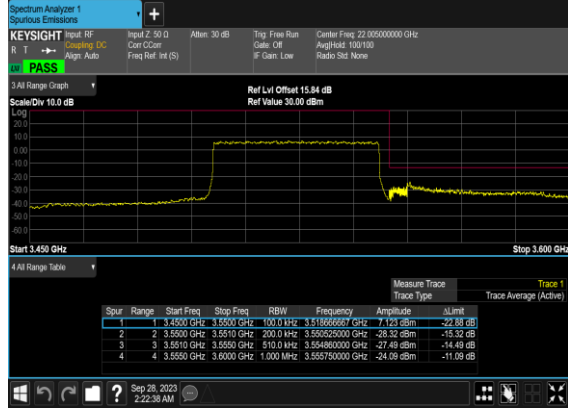 Spectrum Analyzer 1
Spurious Emissions
+
KEYSIGHT Input: RF Input Z: 50 Ω Atten: 30 dB Trig: Free Run Center Freq: 22.005000000 GHz
R T Coupling: DC Corr CCorr Gate: Off Avg|Hold: 100/100
Align: Auto Freq Ref: Int (S) IF Gain: Low Radio Std: None
PASS
3 All Range Graph
Ref Lvl Offset 15.84 dB
Scale/Div 10.0 dB Ref Value 30.00 dBm
Log
20.0
10.0
0.00
-10.0
-20.0
-30.0
-40.0
-50.0
-60.0
Start 3.450 GHz Stop 3.600 GHz
4 All Range Table
Measure Trace Trace 1
Trace Type Trace Average (Active)
Spur Range Start Freq Stop Freq RBW Frequency Amplitude ΔLimit
1 1 3.4500 GHz 3.5500 GHz 100.0 kHz 3.518666667 GHz 7.123 dBm -22.88 dB
2 2 3.5500 GHz 3.5510 GHz 200.0 kHz 3.550525000 GHz -28.32 dBm -15.32 dB
3 3 3.5510 GHz 3.5550 GHz 510.0 kHz 3.554860000 GHz -27.49 dBm -14.49 dB
4 4 3.5550 GHz 3.6000 GHz 1.000 MHz 3.555750000 GHz -24.09 dBm -11.09 dB
? Sep 28, 2023
2:22:38 AM